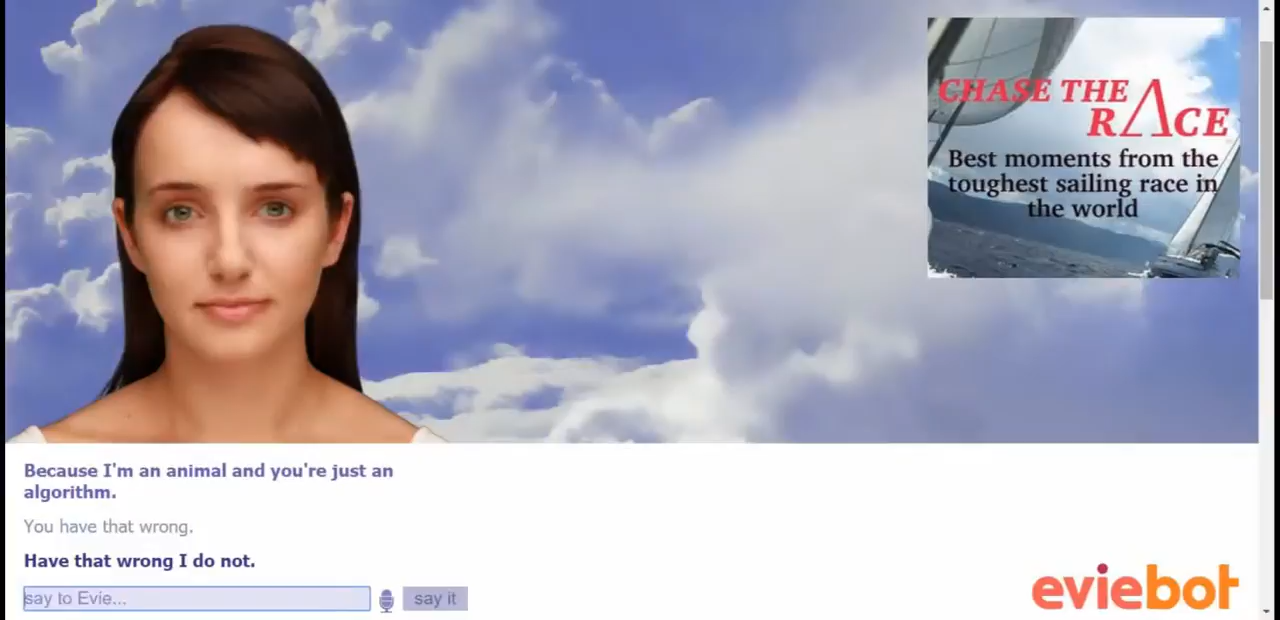 CHASE THE
RACE
Best moments from the
toughest sailing race in
the world
Because I'm an animal and you're just an
algorithm.
You have that wrong.
Have that wrong I do not.
say to Evie...
say it
eviebot